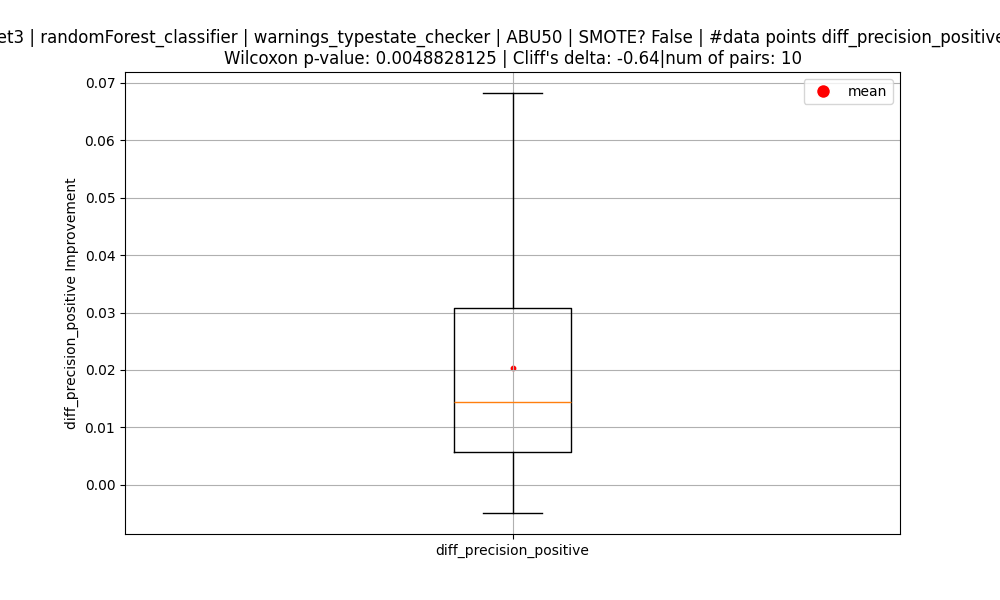 et3 | randomForest_classifier | warnings_typestate_checker | ABU50 | SMOTE? False | #data points diff_precision_positive
Wilcoxon p-value: 0.0048828125 | Cliff's delta: -0.64|num of pairs: 10
mean
0.07
0.06
0.05
0.04
0.03
0.02
0.01
0.00
diff_precision_positive Improvement
diff_precision_positive